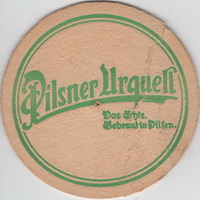 Pilsner Urquell
Das Echte.
Gebraut in Pilsen.